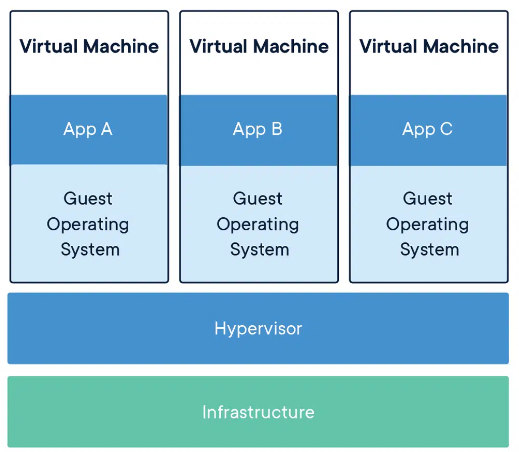 Virtual Machine
App A
Guest
Operating
System
Virtual Machine
App B
Guest
Operating
System
Virtual Machine
App C
Guest
Operating
System
Hypervisor
Infrastructure